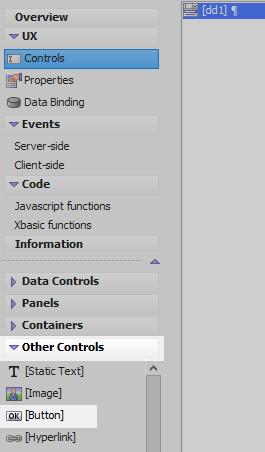 Overview
UX
Controls
Properties
Data Binding
Events
Server-side
Client-side
Code
Javascript functions
Xbasic functions
Information
Data Controls
Panels
Containers
Other Controls
T [Static Text]
[Image]
OK [Button]
[Hyperlink]
[dd1] ¶